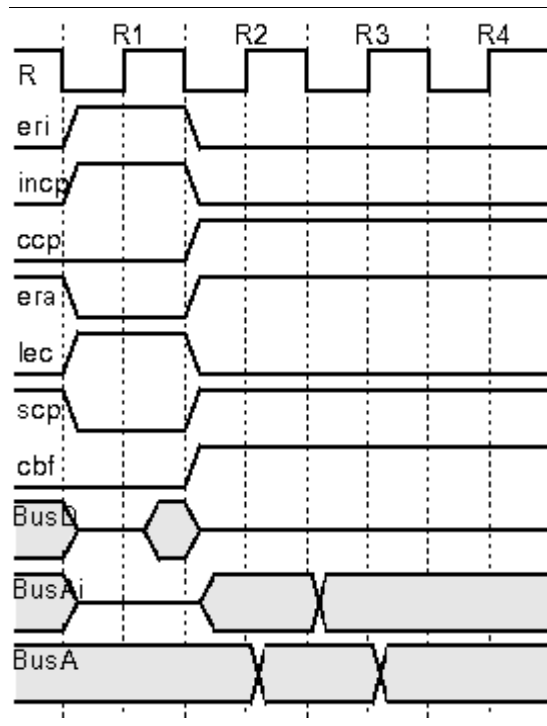 R1 R2 R3 R4
R
eri
incp
ccp
era
lec
scp
cbf
BusD
BusAi
BusA